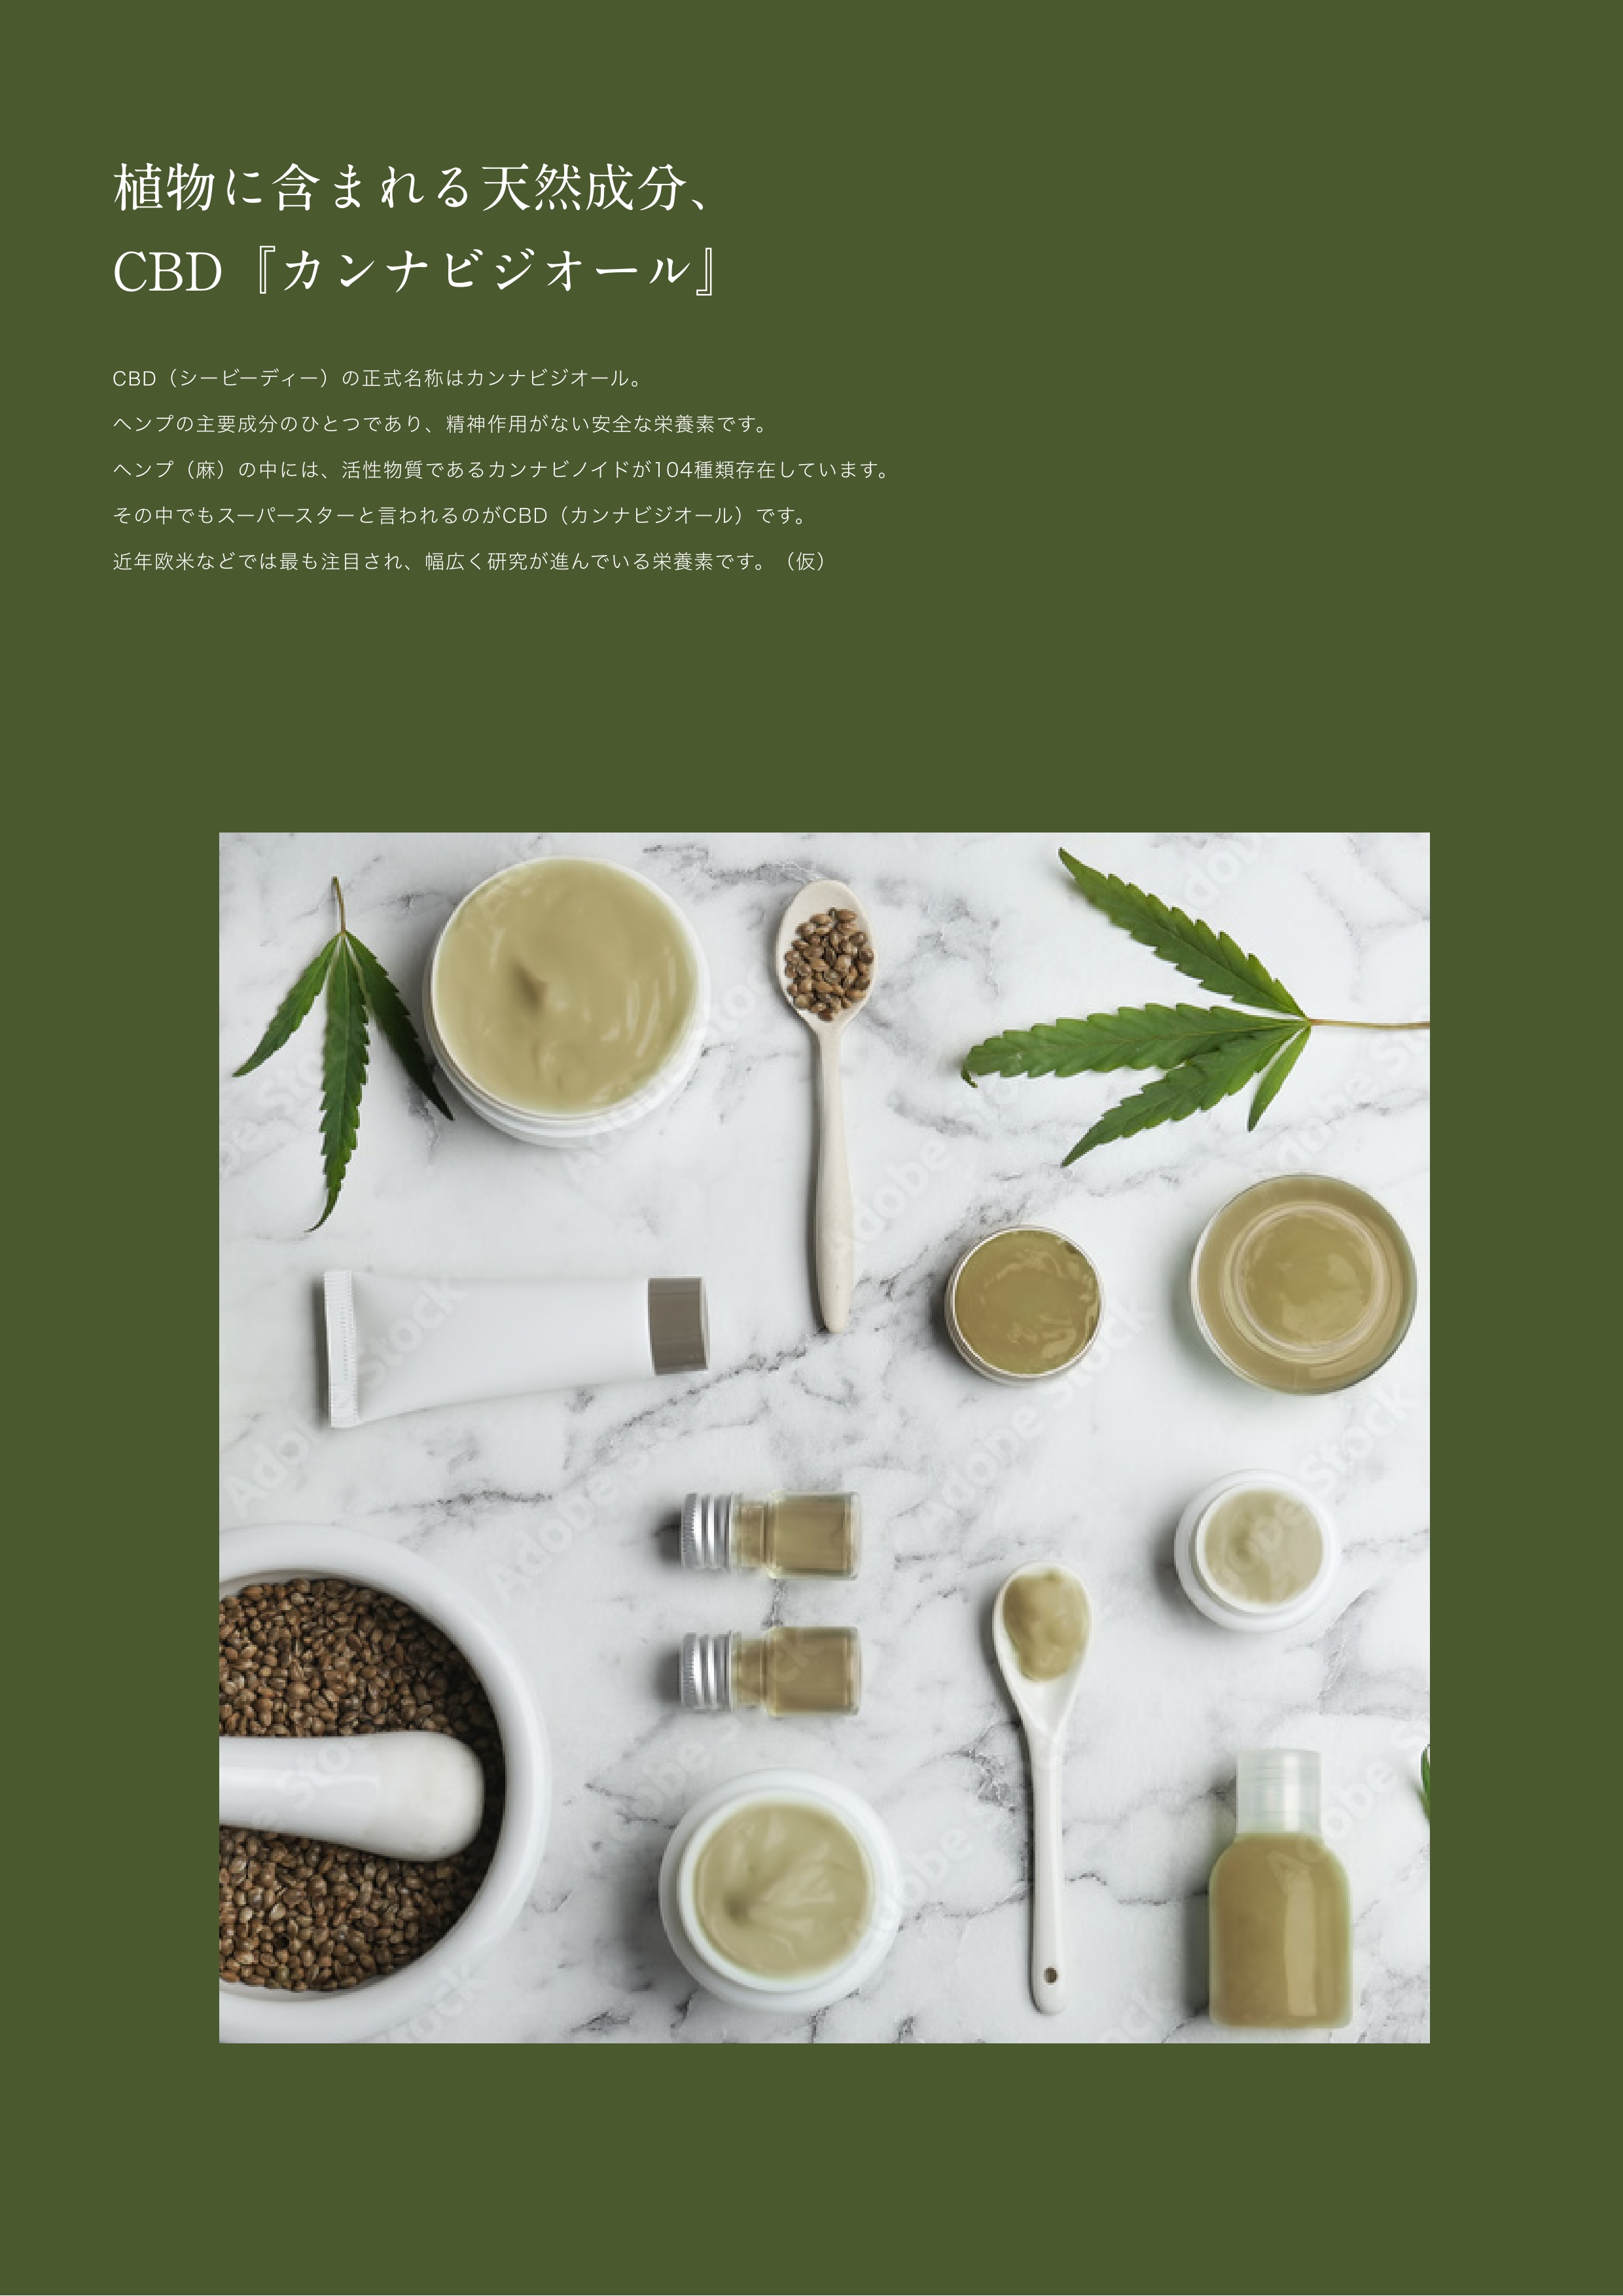 植物に含まれる天然成分、
CBD『カンナビジオール』
CBD（シービーディー）の正式名称はカンナビジオール。
ヘンプの主要成分のひとつであり、精神作用がない安全な栄養素です。
ヘンプ（麻）の中には、活性物質であるカンナビノイドが104種類存在しています。
その中でもスーパースターと言われるのがCBD（カンナビジオール）です。
近年欧米などでは最も注目され、幅広く研究が進んでいる栄養素です。（仮）
Adobe Stock